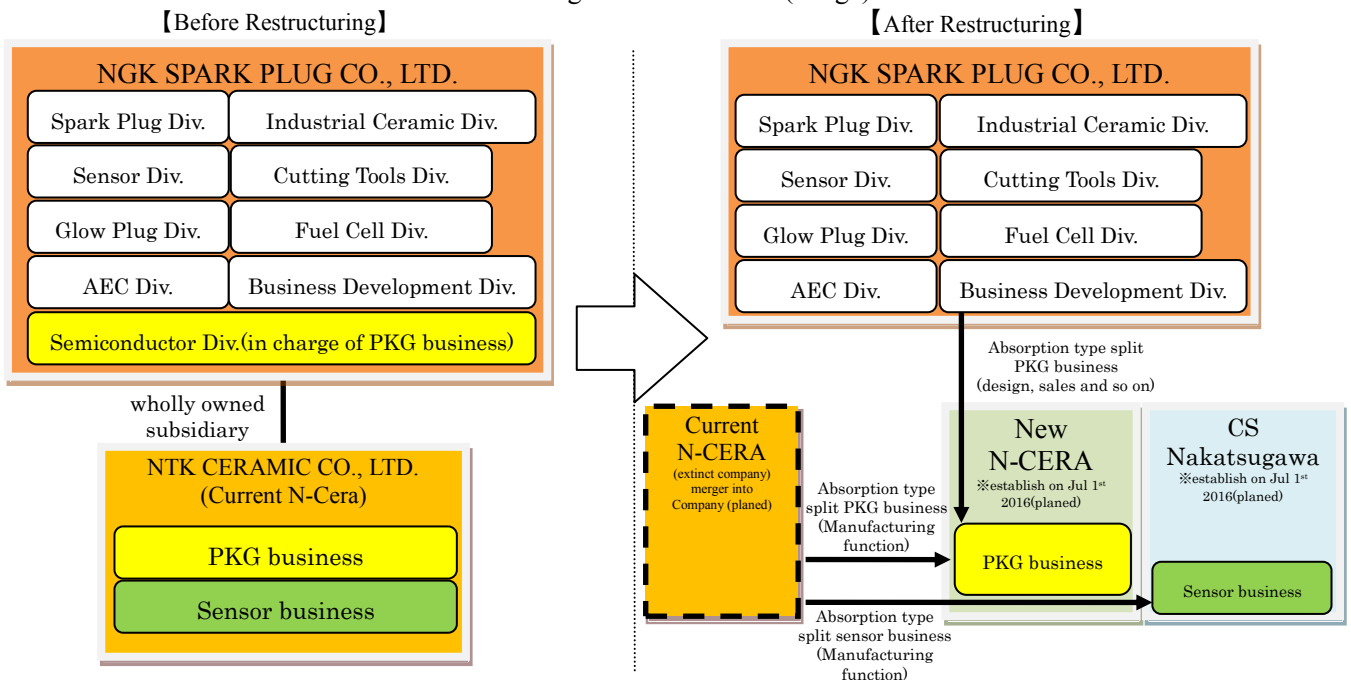 【Before Restructuring】
NGK SPARK PLUG CO., LTD.
Spark Plug Div.
Industrial Ceramic Div.
Sensor Div.
Cutting Tools Div.
Glow Plug Div.
Fuel Cell Div.
AEC Div.
Business Development Div.
Semiconductor Div.(in charge of PKG business)
wholly owned
subsidiary
NTK CERAMIC CO., LTD.
(Current N-Cera)
PKG business
Sensor business
【After Restructuring】
NGK SPARK PLUG CO., LTD.
Spark Plug Div.
Industrial Ceramic Div.
Sensor Div.
Cutting Tools Div.
Glow Plug Div.
Fuel Cell Div.
AEC Div.
Business Development Div.
Absorption type split
PKG business
(design, sales and so on)
Current
N-CERA
(extinct company)
merger into
Company (planed)
Absorption type
split PKG business
(Manufacturing
function)
New
N-CERA
※establish on Jul 1st
2016(planed)
PKG business
CS
Nakatsugawa
※establish on Jul 1st
2016(planed)
Sensor business
Absorption type
split sensor business
(Manufacturing
function)